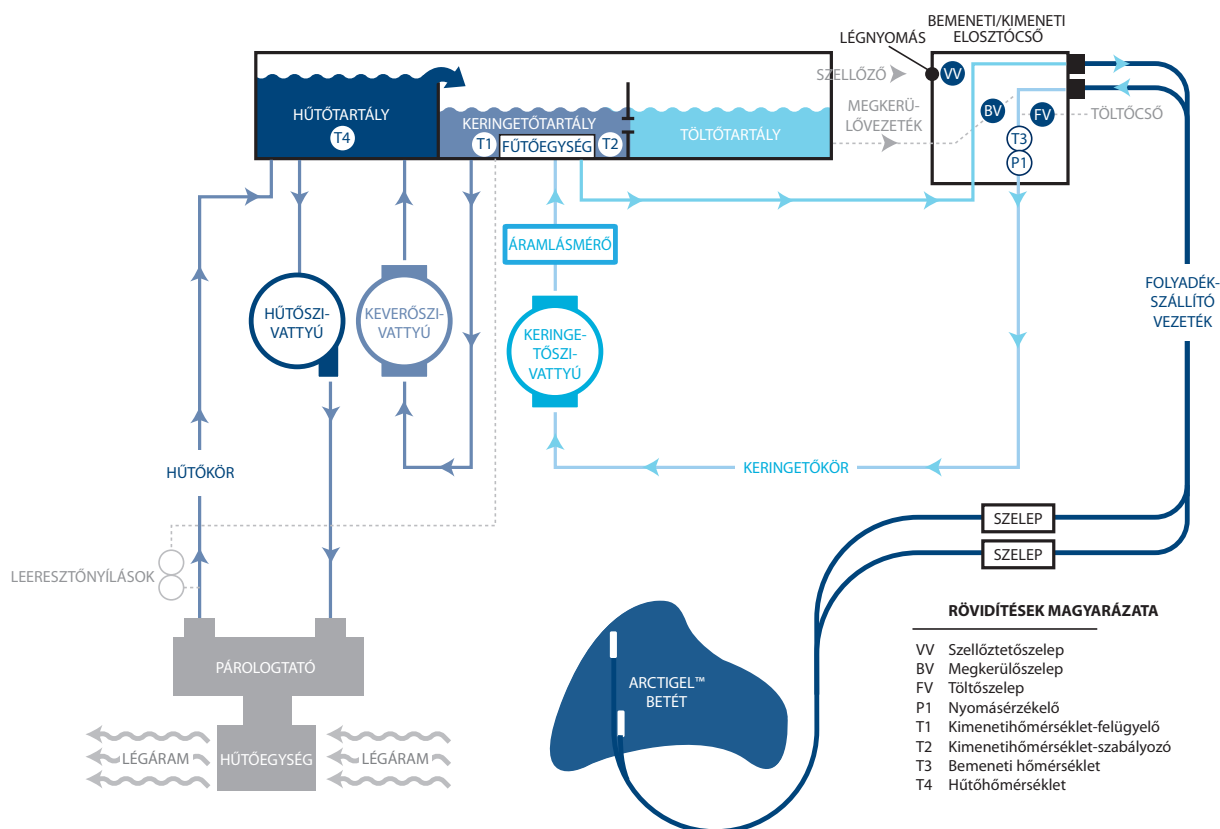 BEMENETI/KIMENETI
ELOSZTÓCSŐ
LÉGNYOMÁS
SZELLŐZŐ
VV
MEGKERÜ-
LŐVEZETÉK
BV
FV
TÖLTŐCSŐ
T3
P1
HŰTŐTARTÁLY
T4
KERINGETŐTARTÁLY
T1
FŰTŐEGYSÉG
T2
TÖLTŐTARTÁLY
ÁRAMLÁSMÉRŐ
HŰTŐSZI-
VATTYÚ
KEVERŐSZI-
VATTYÚ
KERINGE-
TŐSZI-
VATTYÚ
FOLYADÉK-
SZÁLLÍTÓ
VEZETÉK
HŰTŐKÖR
KERINGETŐKÖR
SZELEP
SZELEP
LEERESZTŐNYÍLÁSOK
PÁROLOGTATÓ
LÉGÁRAM
HŰTŐEGYSÉG
LÉGÁRAM
ARCTIGEL™
BETÉT
RÖVIDÍTÉSEK MAGYARÁZATA
VV Szellőztetőszelep
BV Megkerülőszelep
FV Töltőszelep
P1 Nyomásérzékelő
T1 Kimenetihőmérséklet-felügyelő
T2 Kimenetihőmérséklet-szabályozó
T3 Bemeneti hőmérséklet
T4 Hűtőhőmérséklet